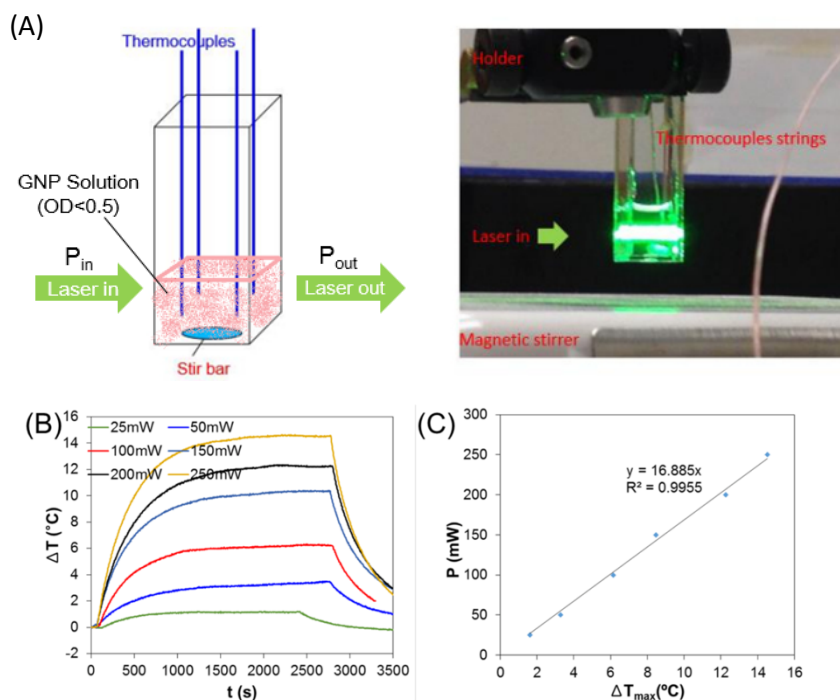 (A)
Thermocouples
GNP Solution
(OD<0.5)
Pin
Laser in
Pout
Laser out
Stir bar
Holder
Thermocouples strings
Laser in
Magnetic stirrer
(B)
16
14
12
10
8
6
4
2
0
-2
ΔT (°C)
25mW
50mW
100mW
150mW
200mW
250mW
0
500
1000
1500
2000
2500
3000
3500
t (s)
(C)
300
250
200
150
100
50
0
P (mW)
y = 16.885x
R² = 0.9955
0
2
4
6
8
10
12
14
16
ΔTmax(ºC)